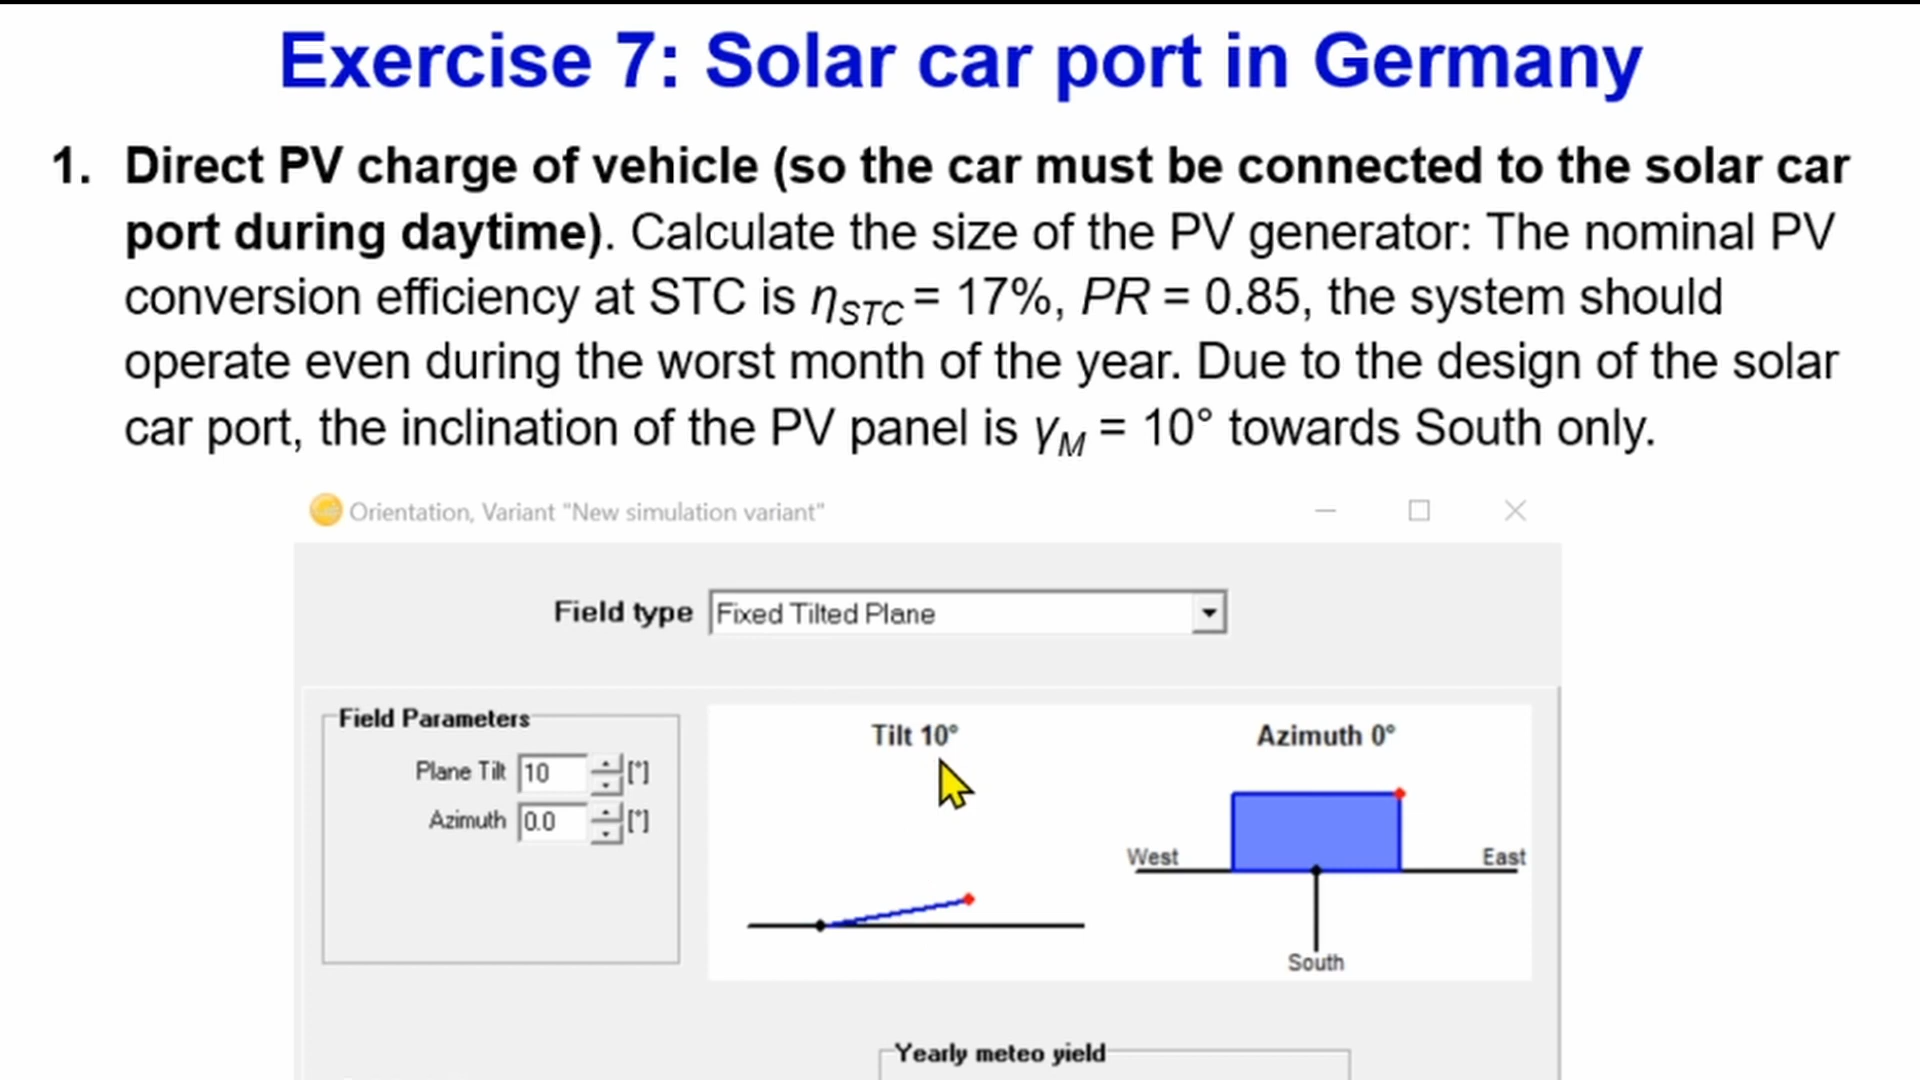 Exercise 7: Solar car port in Germany
1. Direct PV charge of vehicle (so the car must be connected to the solar car
port during daytime). Calculate the size of the PV generator: The nominal PV
conversion efficiency at STC is ηSTC = 17%, PR = 0.85, the system should
operate even during the worst month of the year. Due to the design of the solar
car port, the inclination of the PV panel is γM = 10° towards South only.
Orientation, Variant "New simulation variant"
Field type Fixed Tilted Plane
Field Parameters
Plane Tilt 10 [°]
Azimuth 0.0 [°]
Tilt 10°
Azimuth 0°
West
East
South
Yearly meteo yield